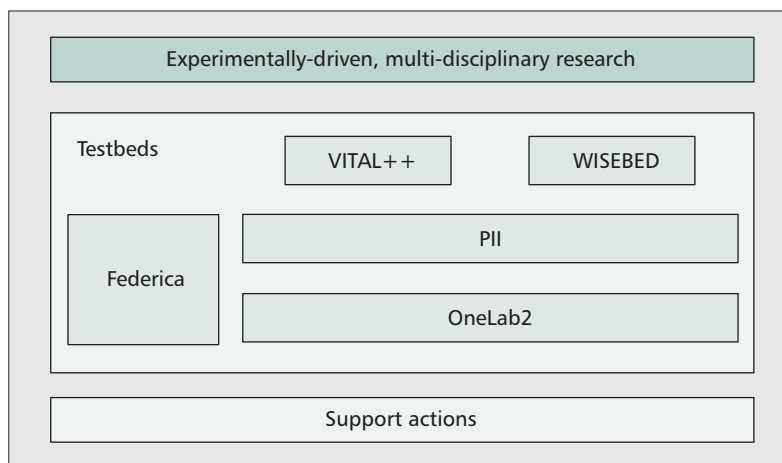 Experimentally-driven, multi-disciplinary research
Testbeds
VITAL++
WISEBED
Federica
PII
OneLab2
Support actions